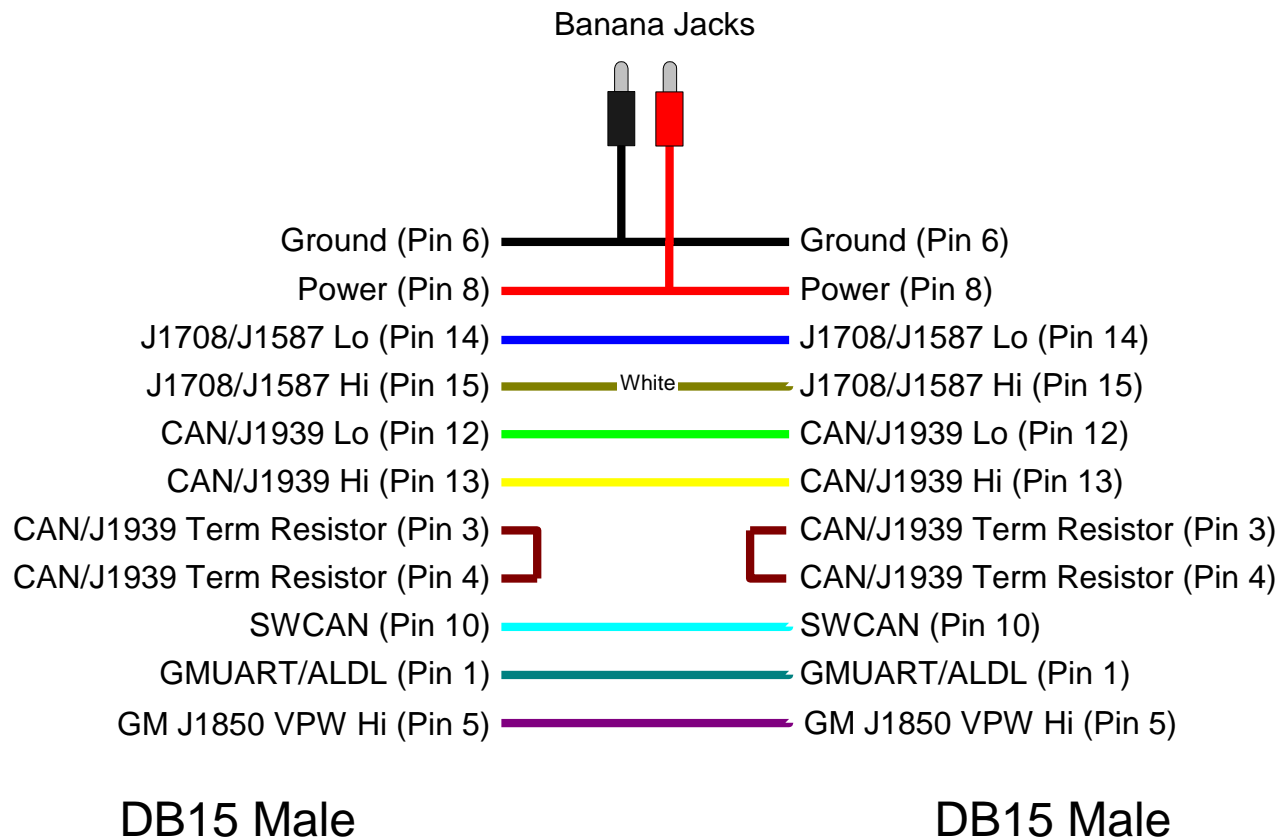 Banana Jacks
Ground (Pin 6) Ground (Pin 6)
Power (Pin 8) Power (Pin 8)
J1708/J1587 Lo (Pin 14) J1708/J1587 Lo (Pin 14)
J1708/J1587 Hi (Pin 15) White J1708/J1587 Hi (Pin 15)
CAN/J1939 Lo (Pin 12) CAN/J1939 Lo (Pin 12)
CAN/J1939 Hi (Pin 13) CAN/J1939 Hi (Pin 13)
CAN/J1939 Term Resistor (Pin 3) CAN/J1939 Term Resistor (Pin 3)
CAN/J1939 Term Resistor (Pin 4) CAN/J1939 Term Resistor (Pin 4)
SWCAN (Pin 10) SWCAN (Pin 10)
GMUART/ALDL (Pin 1) GMUART/ALDL (Pin 1)
GM J1850 VPW Hi (Pin 5) GM J1850 VPW Hi (Pin 5)
DB15 Male DB15 Male